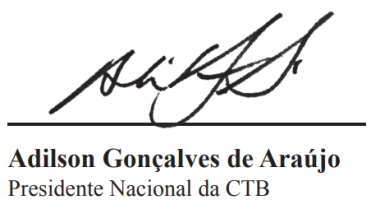 Adilson Gonçalves de Araújo
Presidente Nacional da CTB